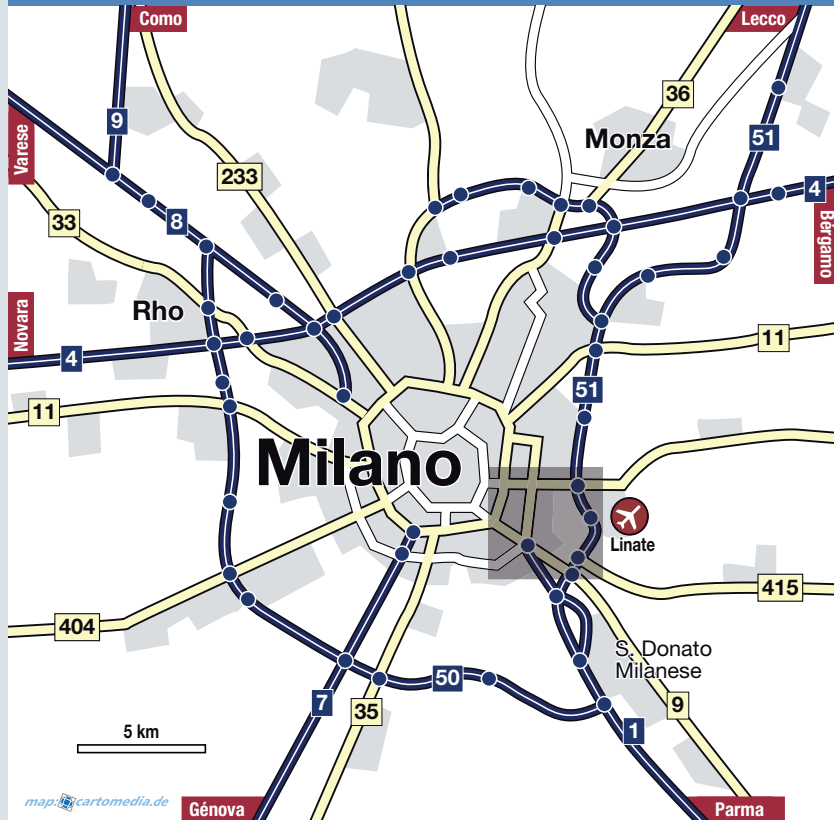 Como
Lecco
36
Monza
9
51
Varese
4
233
8
33
Bérgamo
Rho
Novara
11
4
51
11
Milano
Linate
415
404
S. Donato
Milanese
50
7
35
9
1
5 km
map: cartomedia.de
Génova
Parma